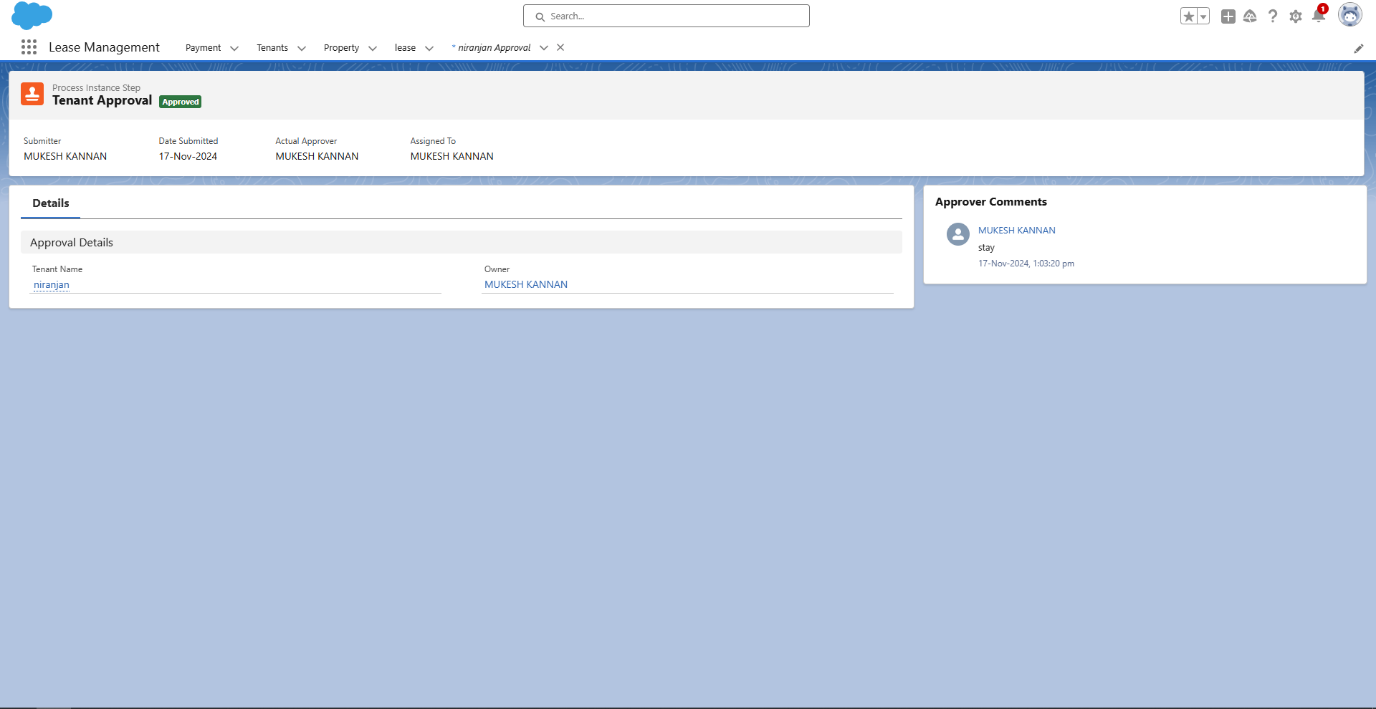 Search...
1
Lease Management
Payment
Tenants
Property
lease
* niranjan Approval
Process Instance Step
Tenant Approval Approved
Submitter Date Submitted Actual Approver Assigned To
MUKESH KANNAN 17-Nov-2024 MUKESH KANNAN MUKESH KANNAN
Details
Approval Details
Tenant Name Owner
niranjan MUKESH KANNAN
Approver Comments
MUKESH KANNAN
stay
17-Nov-2024, 1:03:20 pm